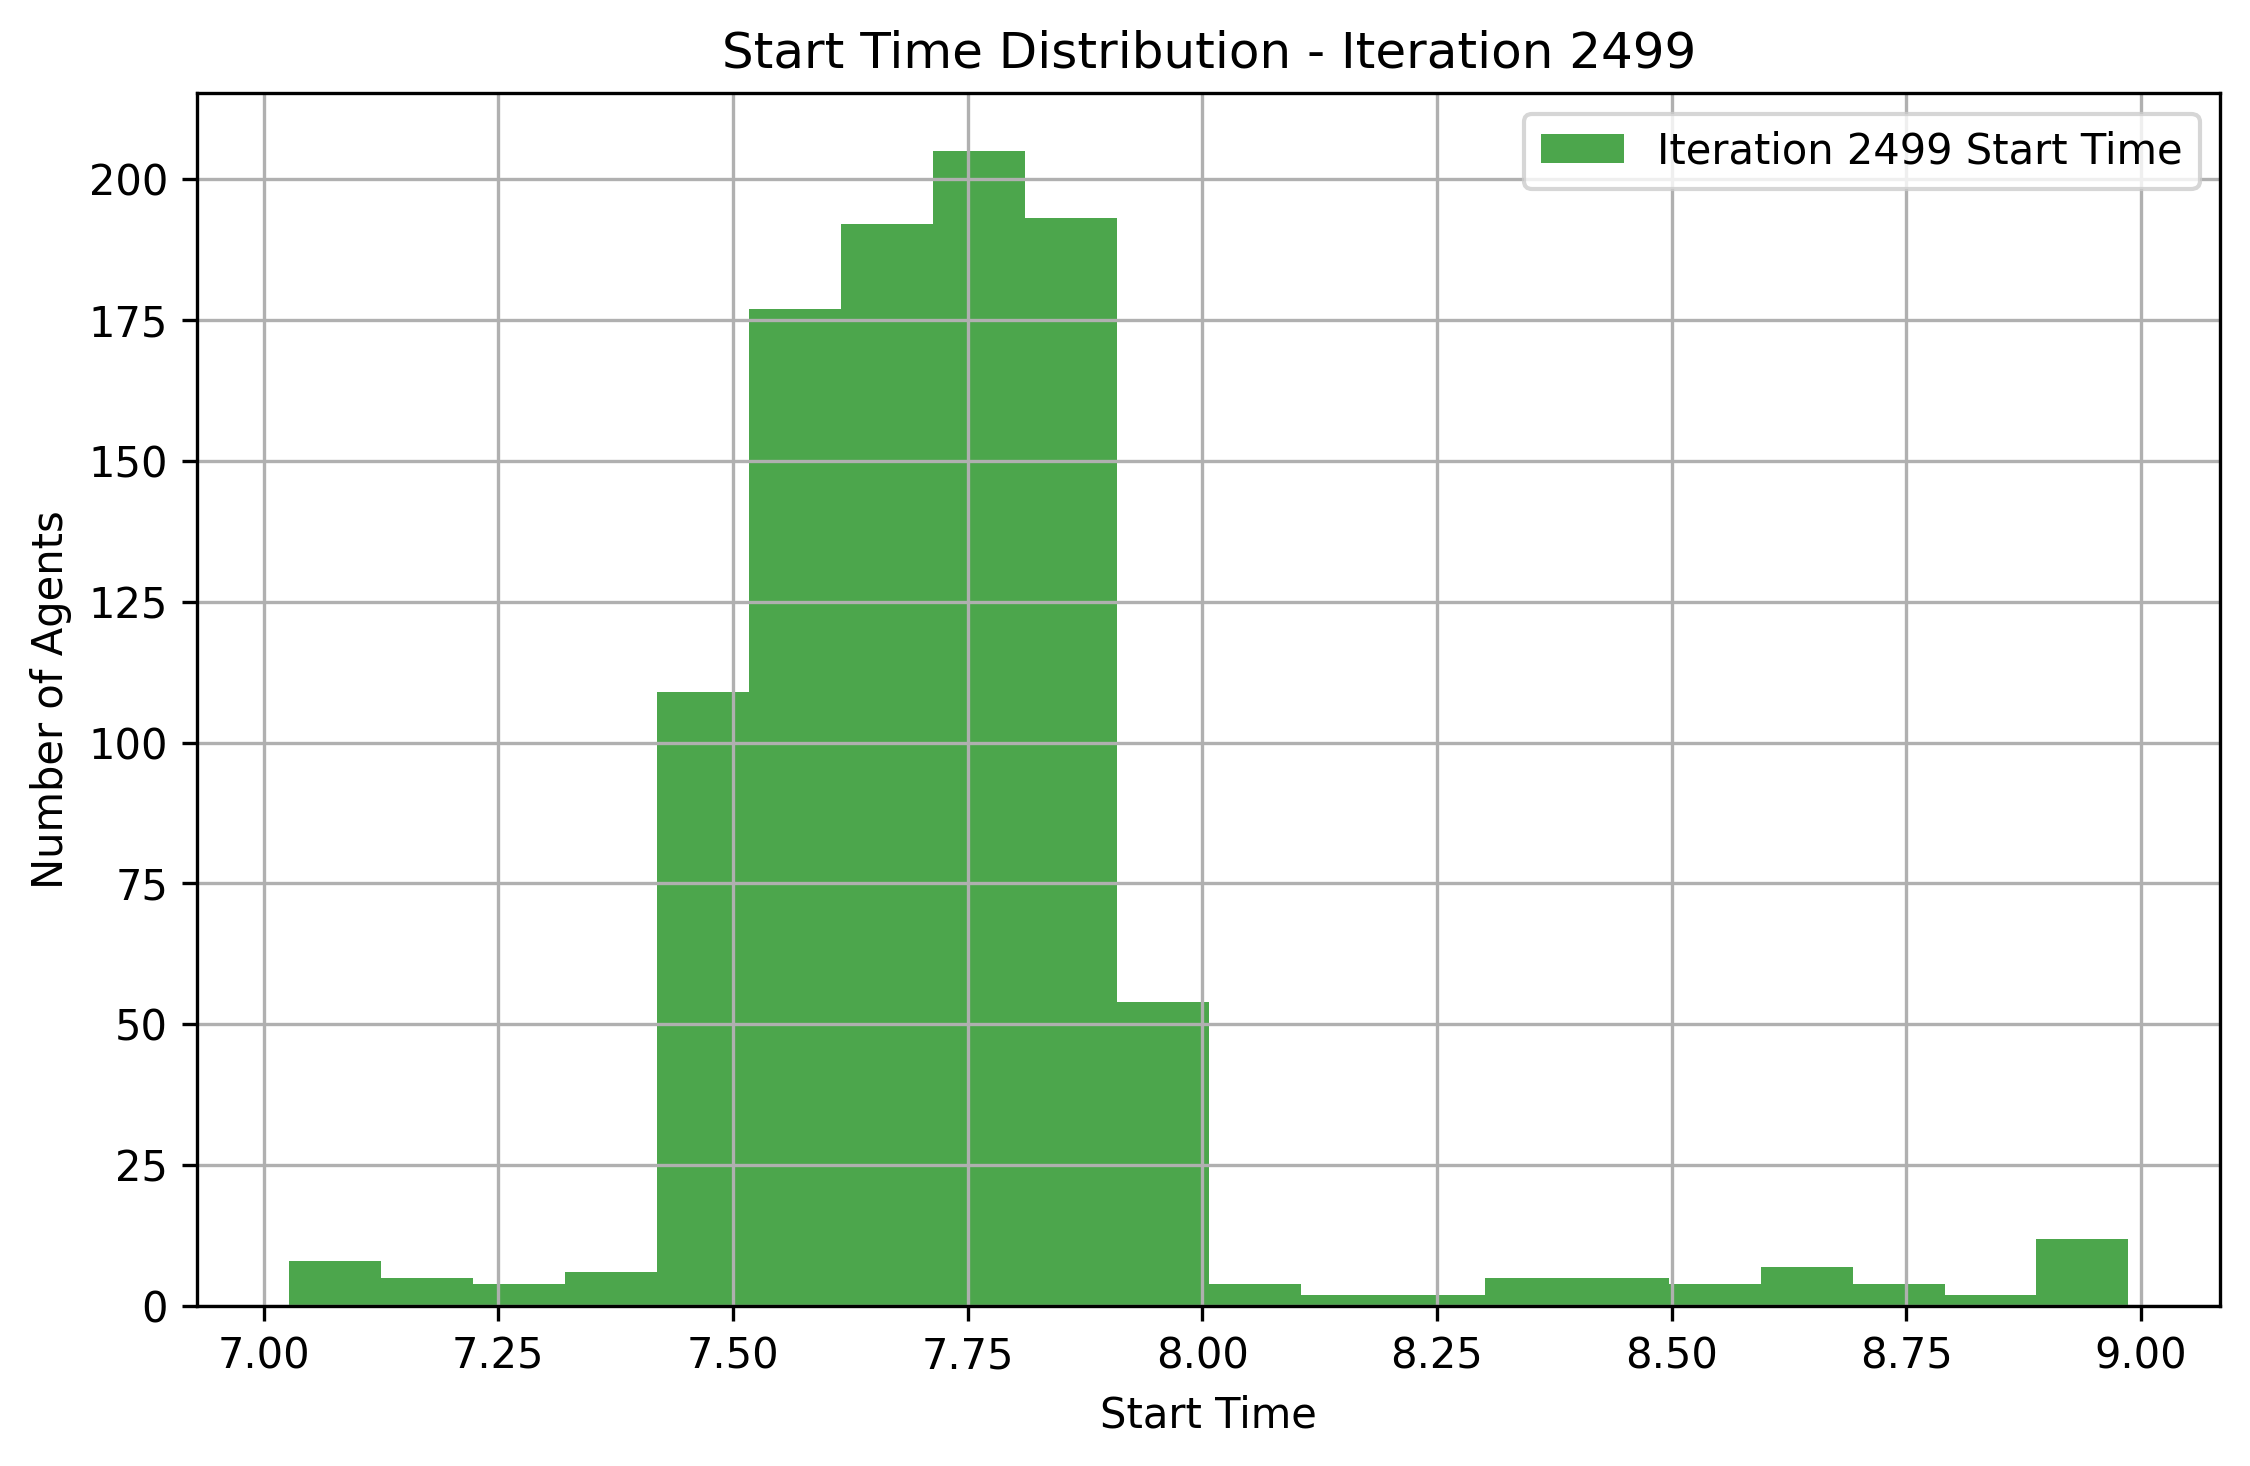 Start Time Distribution - Iteration 2499
Iteration 2499 Start Time
Number of Agents
200
175
150
125
100
75
50
25
0
7.00 7.25 7.50 7.75 8.00 8.25 8.50 8.75 9.00
Start Time